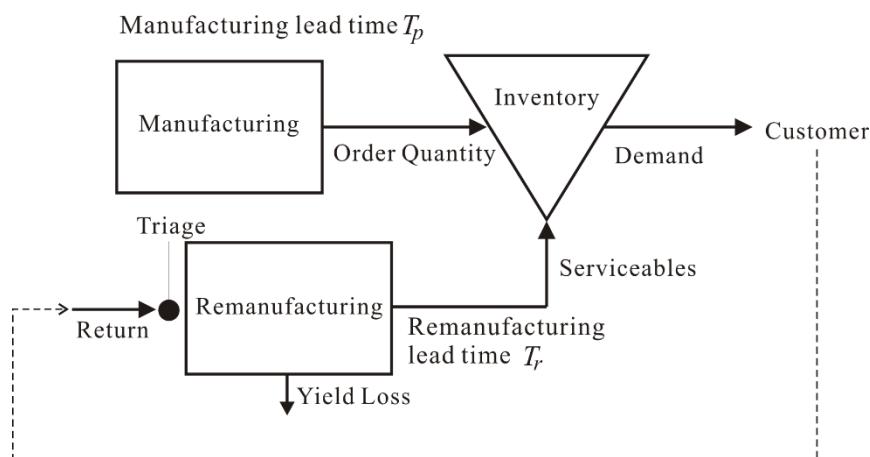 Manufacturing lead time Tp
Inventory
Manufacturing
Customer
Order Quantity
Demand
Triage
Serviceables
Remanufacturing
Return
Remanufacturing
lead time Tr
Yield Loss